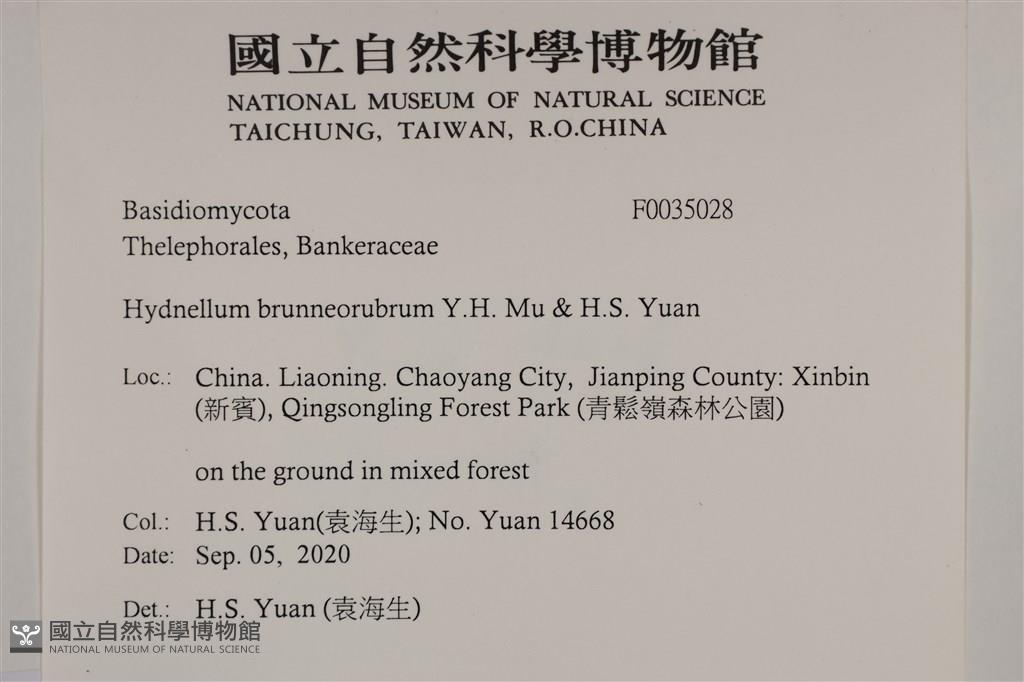 國立自然科學博物館
NATIONAL MUSEUM OF NATURAL SCIENCE
TAICHUNG, TAIWAN, R.O.CHINA
Basidiomycota F0035028
Thelephorales, Bankeraceae
Hydnellum brunneorubrum Y.H. Mu & H.S. Yuan
Loc.: China. Liaoning. Chaoyang City, Jianping County: Xinbin
(新賓), Qingsongling Forest Park (青鬆嶺森林公園)
on the ground in mixed forest
Col.: H.S. Yuan(袁海生); No. Yuan 14668
Date: Sep. 05, 2020
Det.: H.S. Yuan (袁海生)
國立自然科學博物館
NATIONAL MUSEUM OF NATURAL SCIENCE